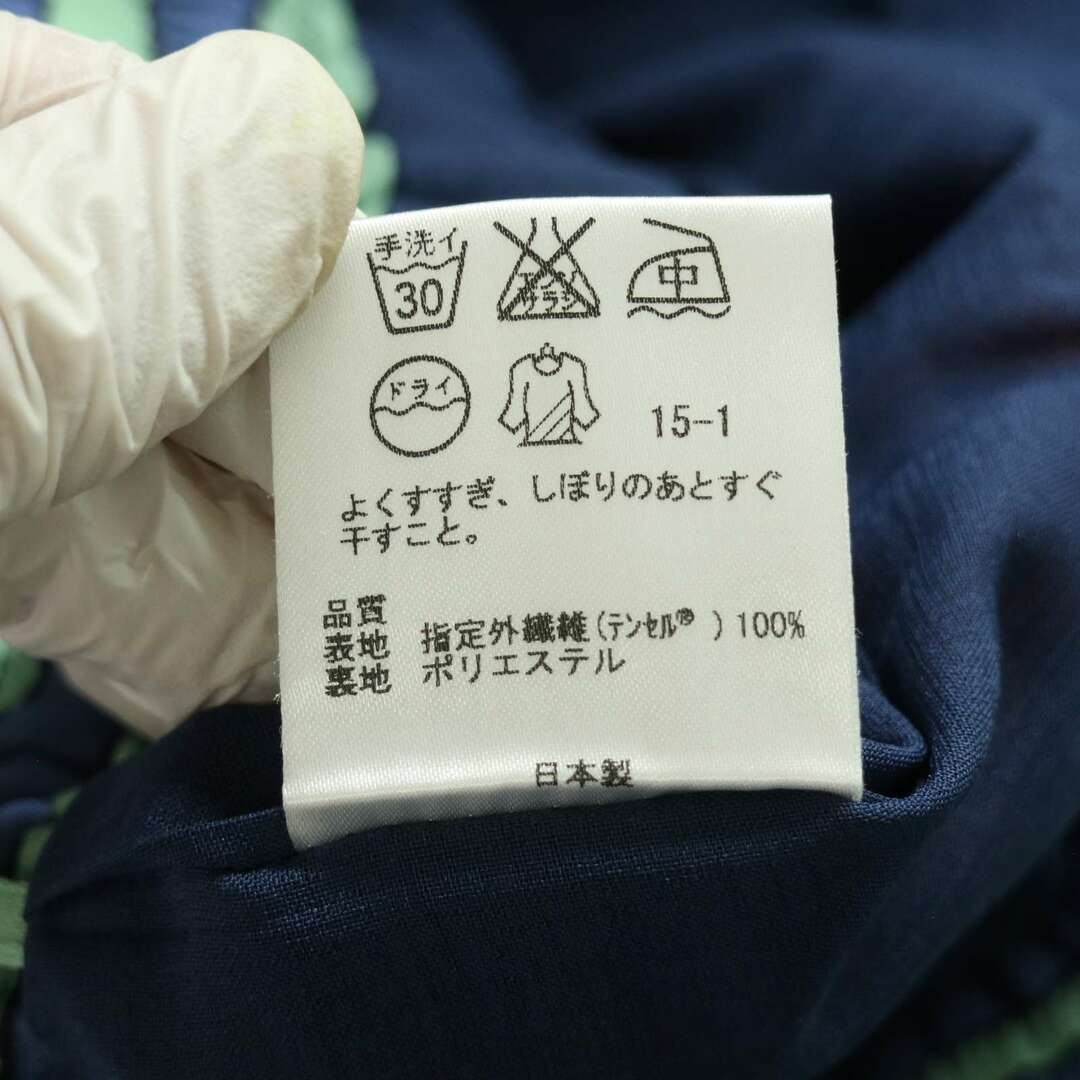 手洗イ
30
エンソ
サラシ
中
ドライ
15-1
よくすすぎ、しぼりのあとすぐ
干すこと。
品質
表地 指定外繊維(テンセル® ) 100%
裏地 ポリエステル
日本製